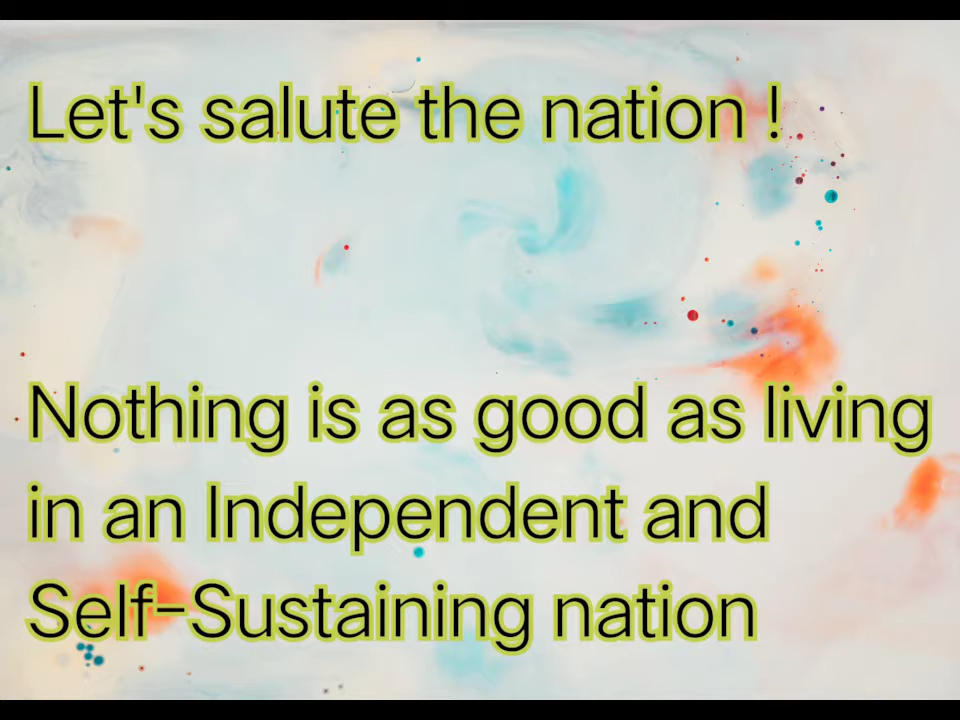 Let's salute the nation !
Nothing is as good as living
in an Independent and
Self-Sustaining nation